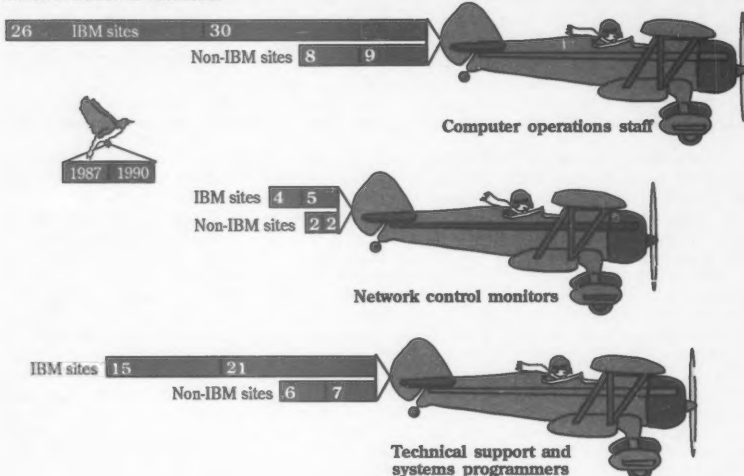 26 IBM sites 30
Non-IBM sites 8 9
Computer operations staff
1987 1990
IBM sites 4 5
Non-IBM sites 2 2
Network control monitors
IBM sites 15 21
Non-IBM sites 6 7
Technical support and
systems programmers